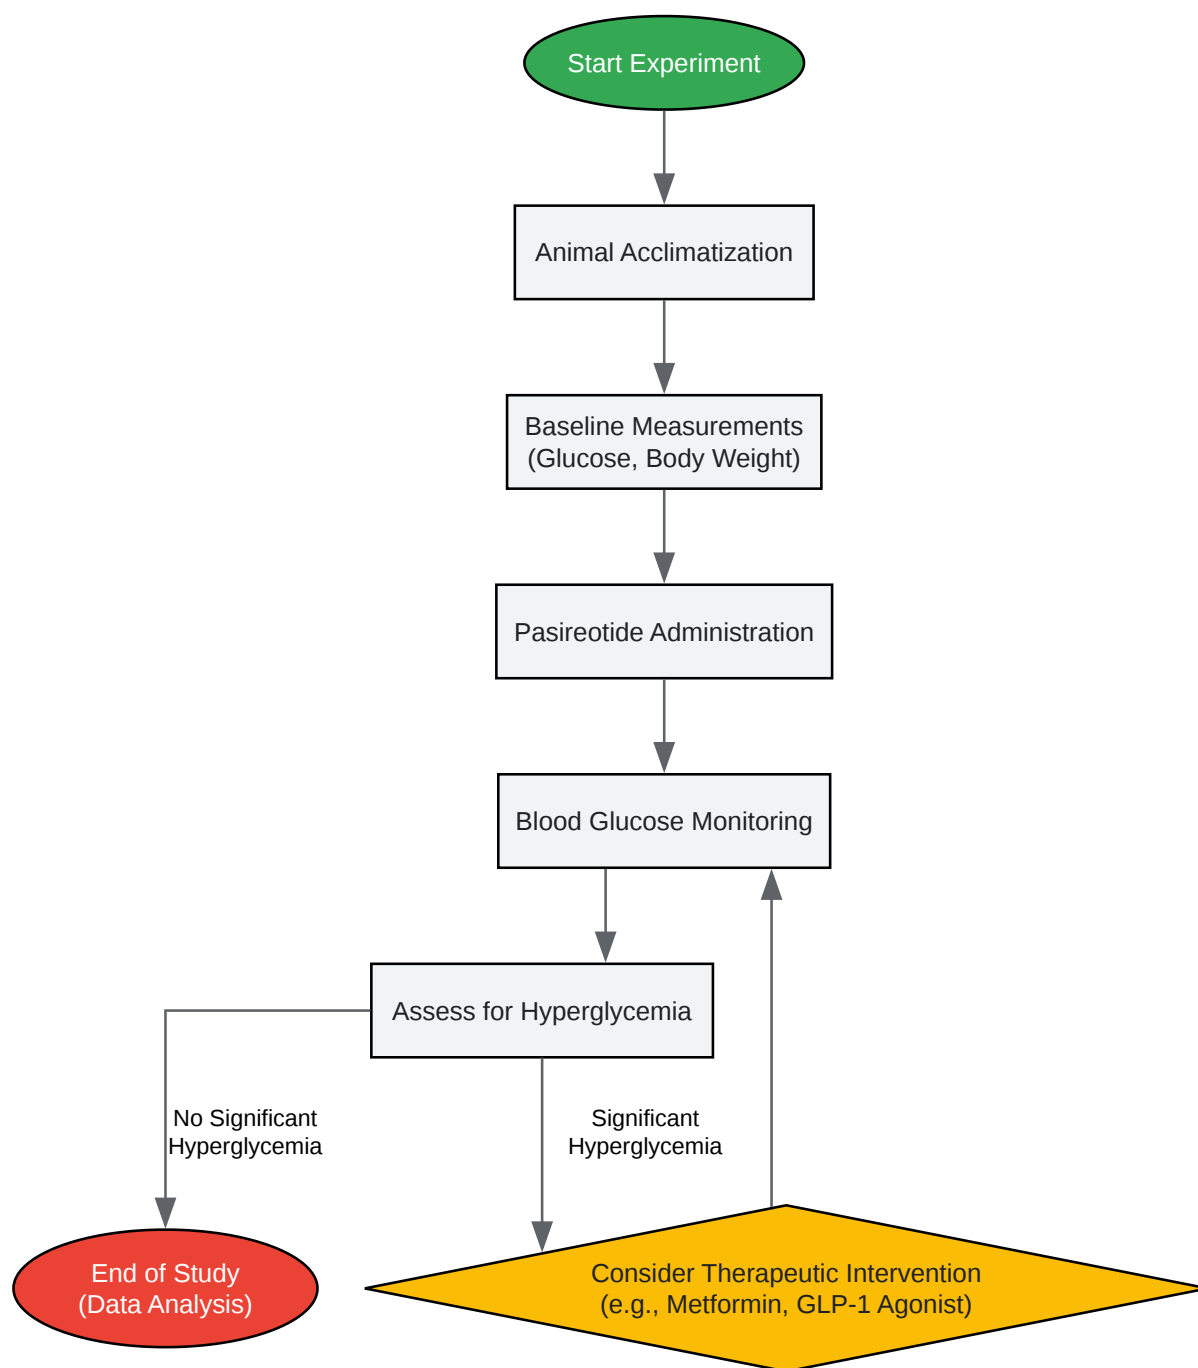 Start Experiment
Animal Acclimatization
Baseline Measurements
(Glucose, Body Weight)
Pasireotide Administration
Blood Glucose Monitoring
Assess for Hyperglycemia
No Significant
Hyperglycemia
Significant
Hyperglycemia
End of Study
(Data Analysis)
Consider Therapeutic Intervention
(e.g., Metformin, GLP-1 Agonist)